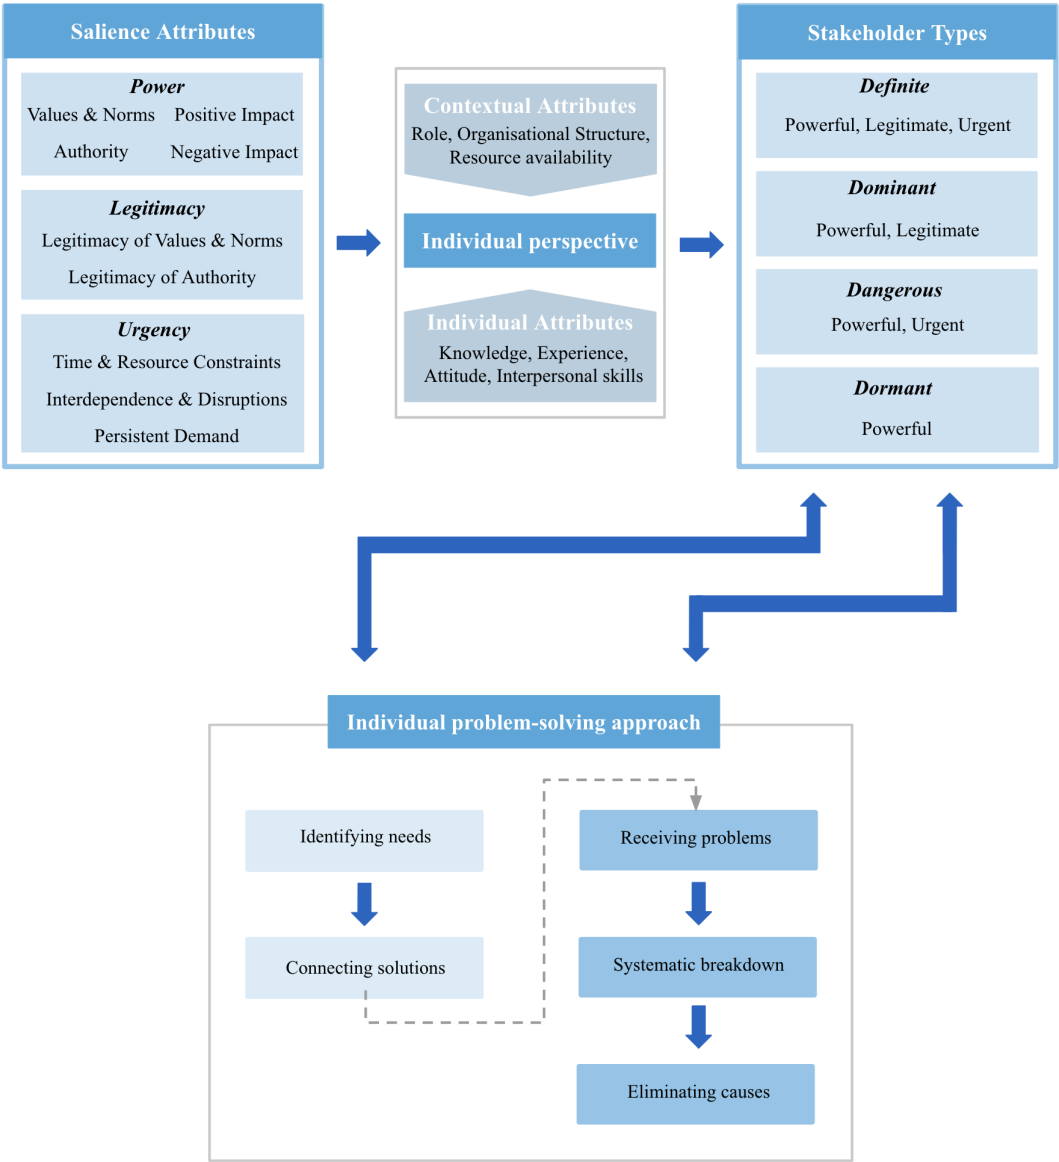 Salience Attributes
Power
Values & Norms Positive Impact
Authority Negative Impact
Legitimacy
Legitimacy of Values & Norms
Legitimacy of Authority
Urgency
Time & Resource Constraints
Interdependence & Disruptions
Persistent Demand
Contextual Attributes
Role, Organisational Structure,
Resource availability
Individual perspective
Individual Attributes
Knowledge, Experience,
Attitude, Interpersonal skills
Stakeholder Types
Definite
Powerful, Legitimate, Urgent
Dominant
Powerful, Legitimate
Dangerous
Powerful, Urgent
Dormant
Powerful
Individual problem-solving approach
Identifying needs
Connecting solutions
Receiving problems
Systematic breakdown
Eliminating causes